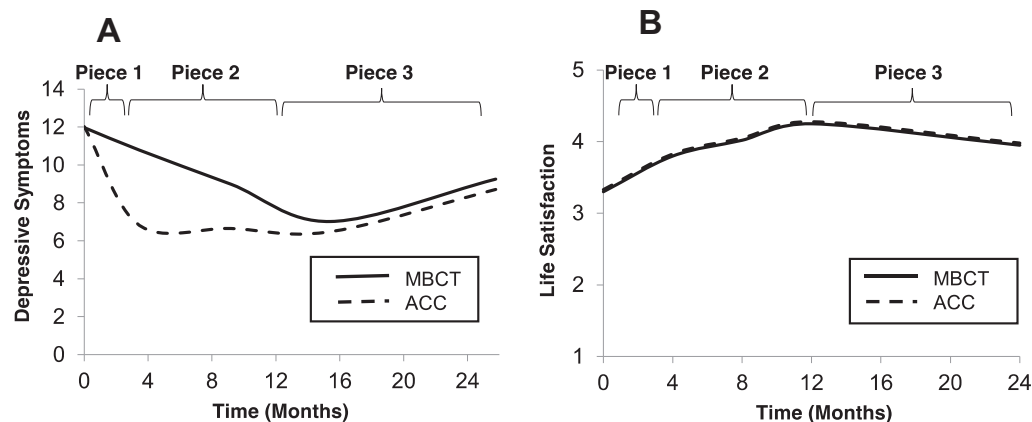 A
Piece 1 Piece 2 Piece 3
14
12
10
8
6
4
2
0
Depressive Symptoms
MBCT
ACC
0 4 8 12 16 20 24
Time (Months)
B
Piece 1 Piece 2 Piece 3
5
4
3
2
1
Life Satisfaction
MBCT
ACC
0 4 8 12 16 20 24
Time (Months)